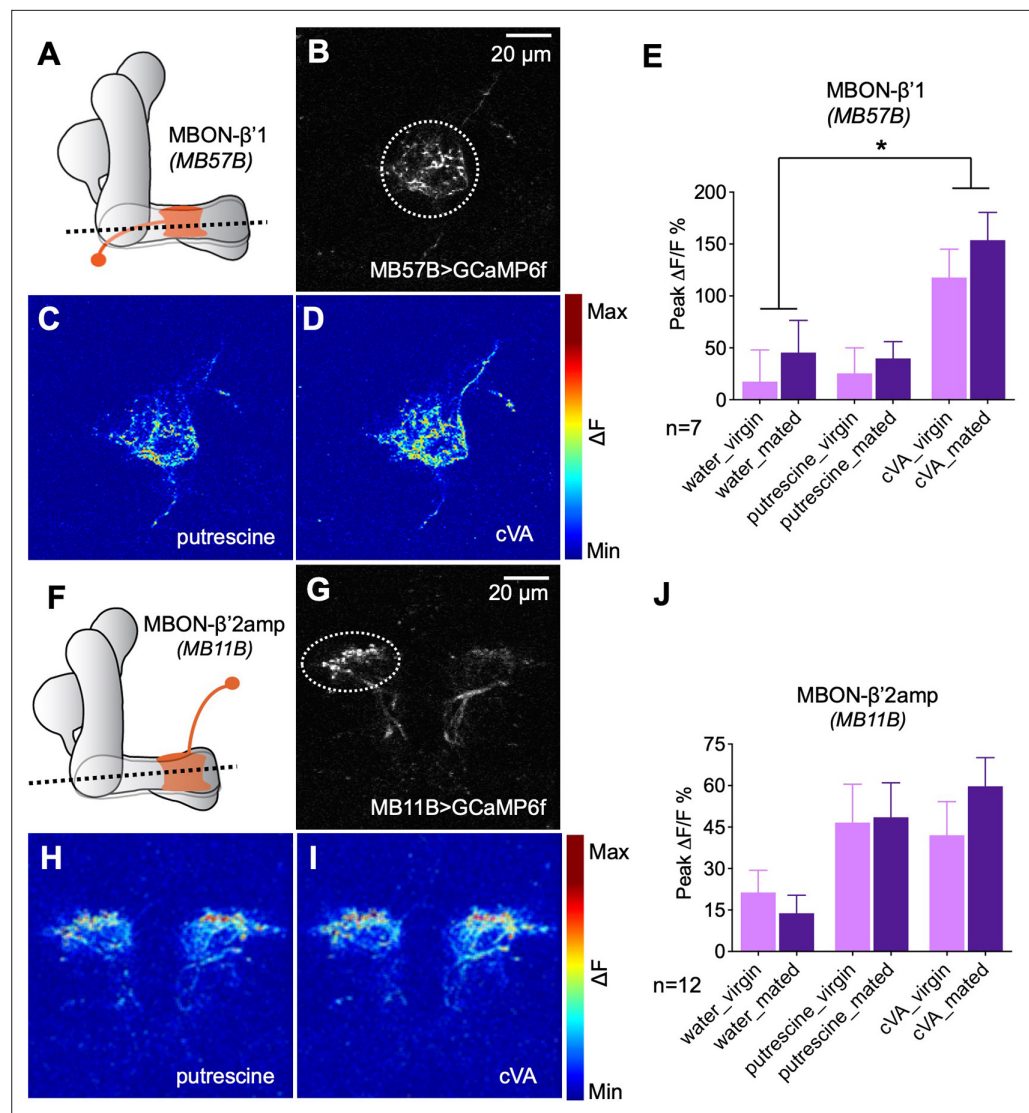 A
MBON-β'1
(MB57B)
B
20 µm
MB57B>GCaMP6f
C
putrescine
D
cVA
Max
ΔF
Min
E
MBON-β'1
(MB57B)
*
Peak ΔF/F %
200
150
100
50
0
n=7
water_virgin
water_mated
putrescine_virgin
putrescine_mated
cVA_virgin
cVA_mated
F
MBON-β'2amp
(MB11B)
G
20 µm
MB11B>GCaMP6f
H
putrescine
I
cVA
Max
ΔF
Min
J
MBON-β'2amp
(MB11B)
Peak ΔF/F %
75
60
45
30
15
0
n=12
water_virgin
water_mated
putrescine_virgin
putrescine_mated
cVA_virgin
cVA_mated